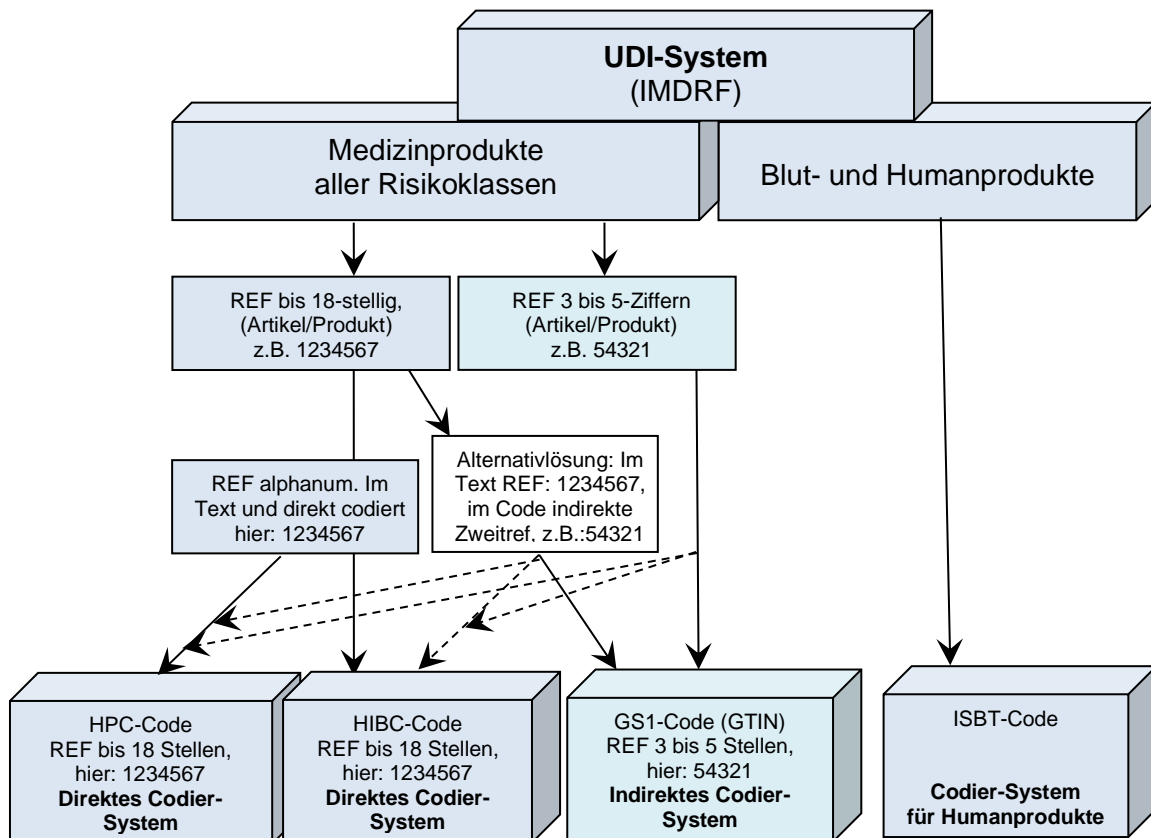 UDI-System
(IMDRF)
Medizinprodukte
aller Risikoklassen
Blut- und Humanprodukte
REF bis 18-stellig,
(Artikel/Produkt)
z.B. 1234567
REF 3 bis 5-Ziffern
(Artikel/Produkt)
z.B. 54321
REF alphanum. Im
Text und direkt codiert
hier: 1234567
Alternativlösung: Im
Text REF: 1234567,
im Code indirekte
Zweitref, z.B.:54321
HPC-Code
REF bis 18 Stellen,
hier: 1234567
Direktes Codier-
System
HIBC-Code
REF bis 18 Stellen,
hier: 1234567
Direktes Codier-
System
GS1-Code (GTIN)
REF 3 bis 5 Stellen,
hier: 54321
Indirektes Codier-
System
ISBT-Code
Codier-System
für Humanprodukte